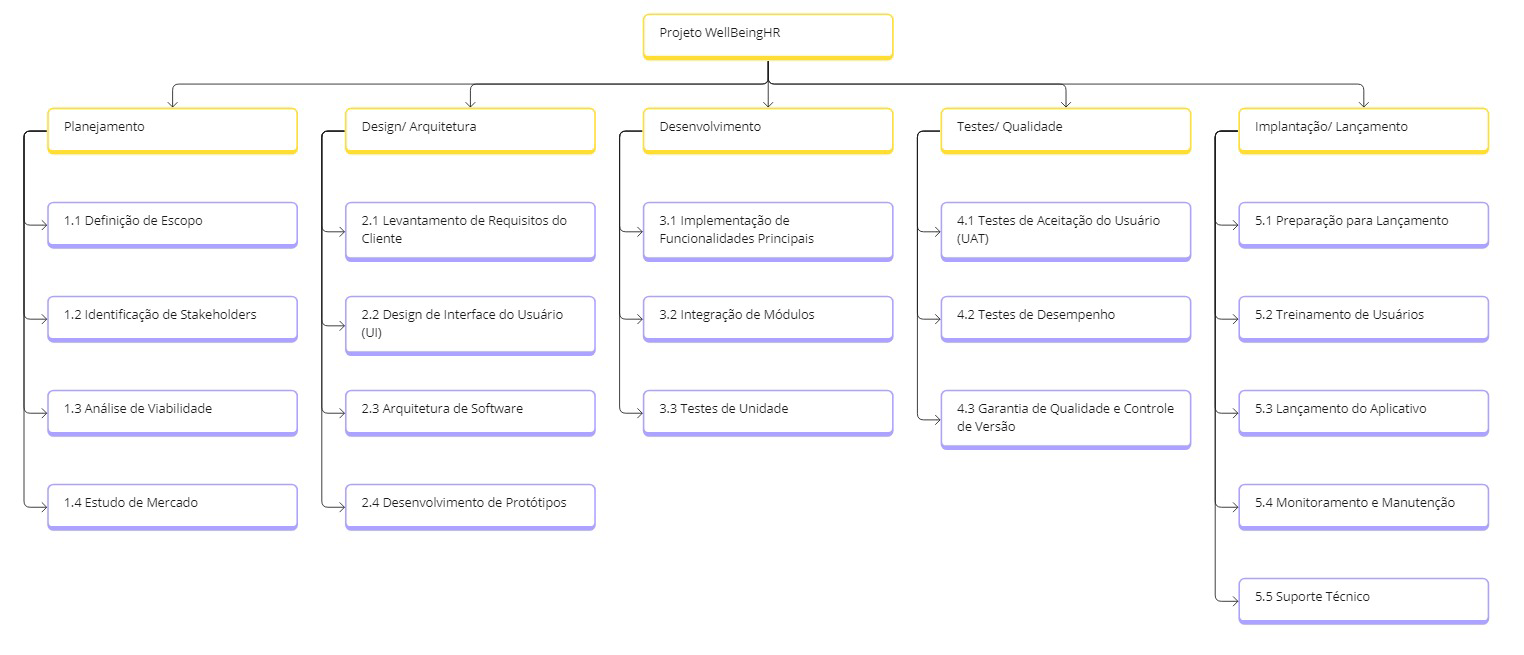 Projeto WellBeingHR
Planejamento
1.1 Definição de Escopo
1.2 Identificação de Stakeholders
1.3 Análise de Viabilidade
1.4 Estudo de Mercado
Design/ Arquitetura
2.1 Levantamento de Requisitos do
Cliente
2.2 Design de Interface do Usuário
(UI)
2.3 Arquitetura de Software
2.4 Desenvolvimento de Protótipos
Desenvolvimento
3.1 Implementação de
Funcionalidades Principais
3.2 Integração de Módulos
3.3 Testes de Unidade
Testes/ Qualidade
4.1 Testes de Aceitação do Usuário
(UAT)
4.2 Testes de Desempenho
4.3 Garantia de Qualidade e Controle
de Versão
Implantação/ Lançamento
5.1 Preparação para Lançamento
5.2 Treinamento de Usuários
5.3 Lançamento do Aplicativo
5.4 Monitoramento e Manutenção
5.5 Suporte Técnico